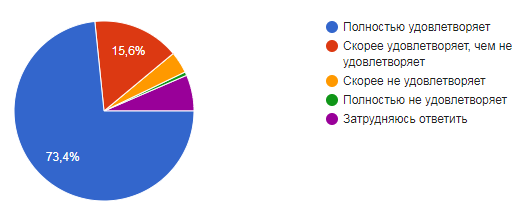 15,6%
73,4%
Полностью удовлетворяет
Скорее удовлетворяет, чем не
удовлетворяет
Скорее не удовлетворяет
Полностью не удовлетворяет
Затрудняюсь ответить